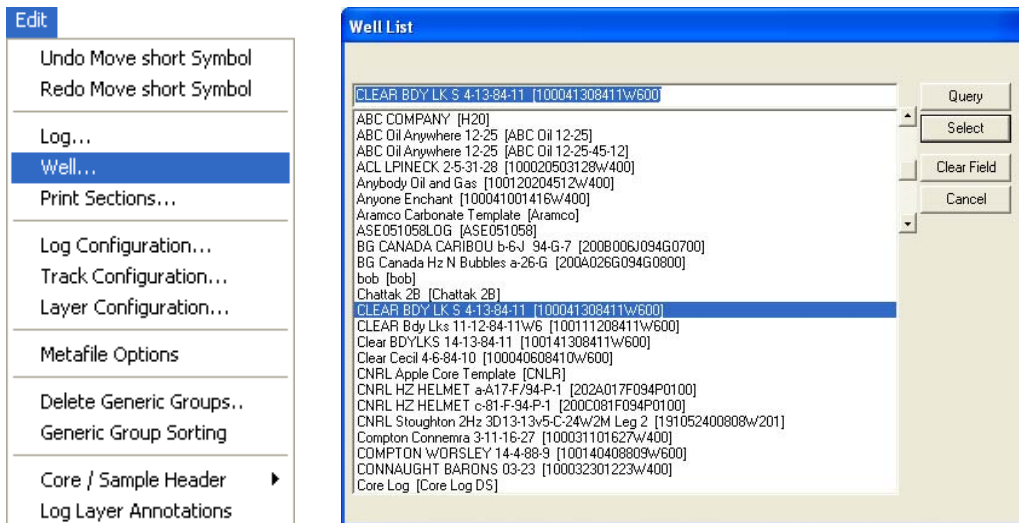 Edit
Undo Move short Symbol
Redo Move short Symbol
Log...
Well...
Print Sections...
Log Configuration...
Track Configuration...
Layer Configuration...
Metafile Options
Delete Generic Groups..
Generic Group Sorting
Core / Sample Header
Log Layer Annotations
Well List
CLEAR BDY LK S 4-13-84-11 [100041308411W600]
ABC COMPANY [H20]
ABC Oil Anywhere 12-25 [ABC Oil 12-25]
ABC Oil Anywhere 12-25 [ABC Oil 12-25-45-12]
ACL LPINECK 2-5-31-28 [100020503128W400]
Anybody Oil and Gas [100120204512W400]
Anyone Enchant [100041001416W400]
Aramco Carbonate Template [Aramco]
ASE051058LOG [ASE051058]
BG CANADA CARIBOU b-6-J 94-G-7 [200B006J094G0700]
BG Canada Hz N Bubbles a-26-G [200A026G094G0800]
bob [bob]
Chattak 2B [Chattak 2B]
CLEAR BDY LK S 4-13-84-11 [100041308411W600]
CLEAR Bdy Lks 11-12-84-11W6 [100111208411W600]
Clear BDYLKS 14-13-84-11 [100141308411W600]
Clear Cecil 4-6-84-10 [100040608410W600]
CNRL Apple Core Template [CNLR]
CNRL HZ HELMET a-A17-F/94-P-1 [202A017F094P0100]
CNRL HZ HELMET c-81-F-94-P-1 [200C081F094P0100]
CNRL Stoughton 2Hz 3D13-13v5-C-24W2M Leg 2 [191052400808W201]
Compton Connemra 3-11-16-27 [100031101627W400]
COMPTON WORSLEY 14-4-88-9 [100140408809W600]
CONNAUGHT BARONS 03-23 [100032301223W400]
Core Log [Core Log DS]
Query
Select
Clear Field
Cancel